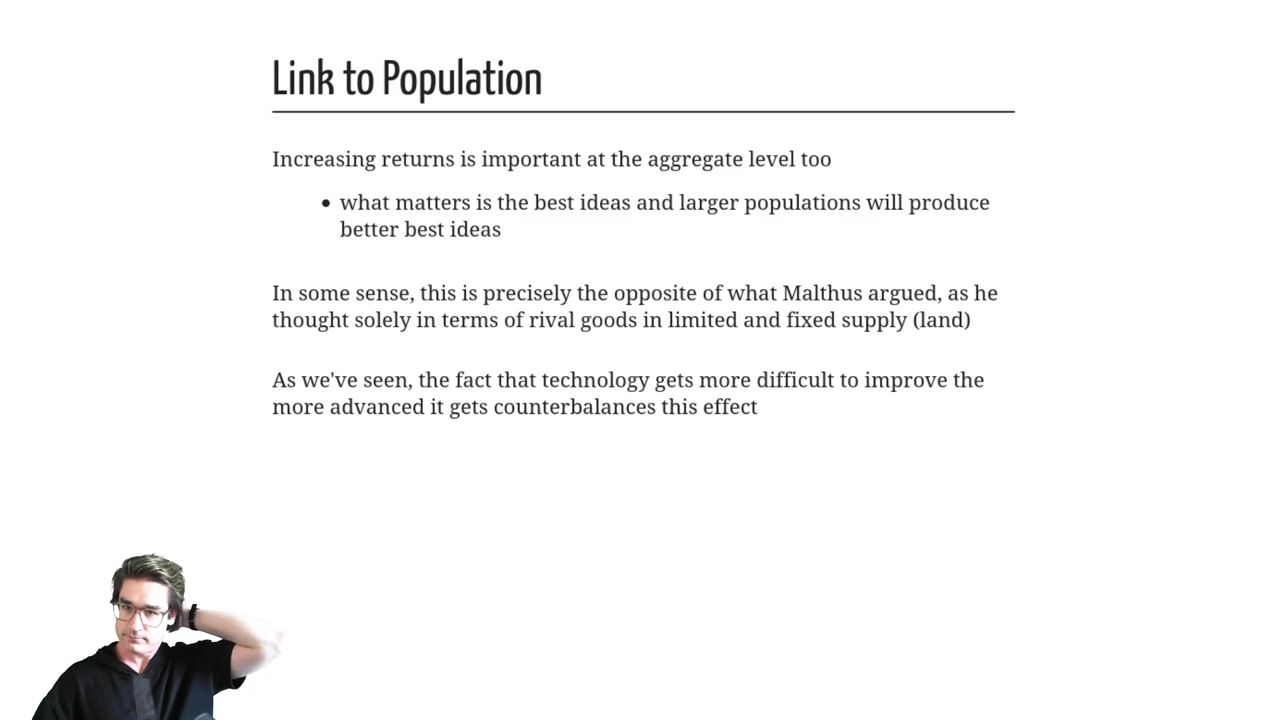 Link to Population
Increasing returns is important at the aggregate level too
• what matters is the best ideas and larger populations will produce
better best ideas
In some sense, this is precisely the opposite of what Malthus argued, as he
thought solely in terms of rival goods in limited and fixed supply (land)
As we've seen, the fact that technology gets more difficult to improve the
more advanced it gets counterbalances this effect